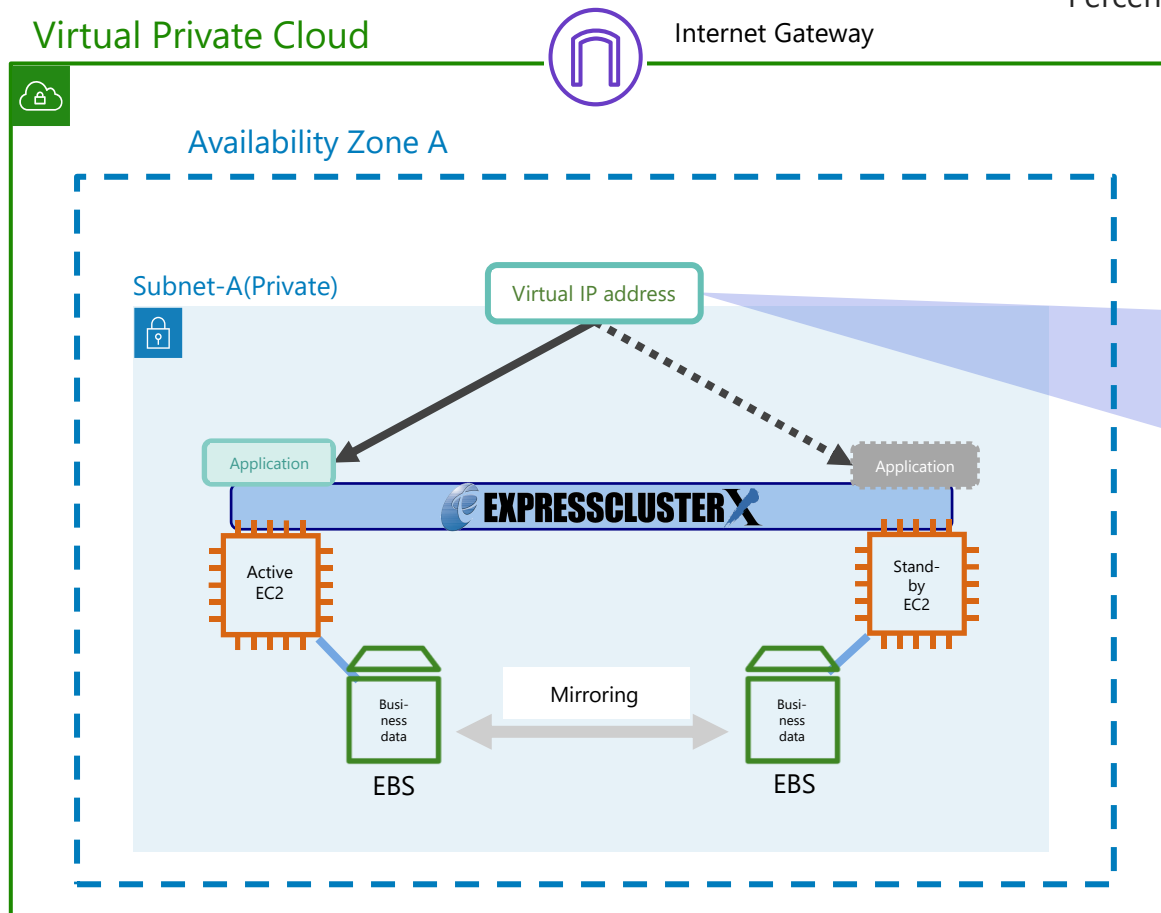 Percen
Virtual Private Cloud
Internet Gateway
Availability Zone A
Subnet-A(Private)
Virtual IP address
Application
Application
EXPRESSCLUSTER X
Active
EC2
Stand-
by
EC2
Busi-
ness
data
Mirroring
Busi-
ness
data
EBS
EBS